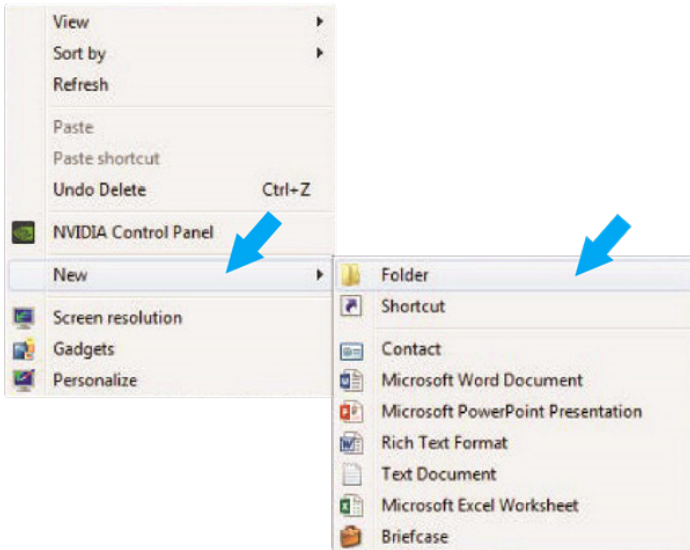 View
Sort by
Refresh
Paste
Paste shortcut
Undo Delete Ctrl+Z
NVIDIA Control Panel
New
Screen resolution
Gadgets
Personalize
Folder
Shortcut
Contact
Microsoft Word Document
Microsoft PowerPoint Presentation
Rich Text Format
Text Document
Microsoft Excel Worksheet
Briefcase